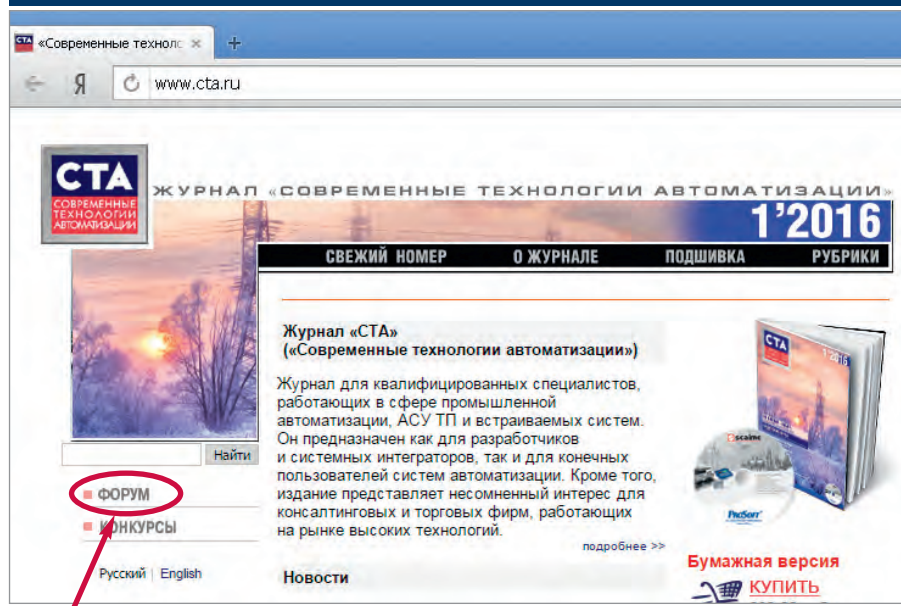 «Современные технолс
Я
www.cta.ru
СТА
СОВРЕМЕННЫЕ
ТЕХНОЛОГИИ
АВТОМАТИЗАЦИИ
ЖУРНАЛ «СОВРЕМЕННЫЕ ТЕХНОЛОГИИ АВТОМАТИЗАЦИИ»
1’2016
СВЕЖИЙ НОМЕР О ЖУРНАЛЕ ПОДШИВКА РУБРИКИ
Найти
ФОРУМ
КОНКУРСЫ
Русский | English
Журнал «СТА»
(«Современные технологии автоматизации»)
Журнал для квалифицированных специалистов,
работающих в сфере промышленной
автоматизации, АСУ ТП и встраиваемых систем.
Он предназначен как для разработчиков
и системных интеграторов, так и для конечных
пользователей систем автоматизации. Кроме того,
издание представляет несомненный интерес для
консалтинговых и торговых фирм, работающих
на рынке высоких технологий.
подробнее >>
Новости
СТА
1’2016
scaime
ProSoft
Бумажная версия
КУПИТЬ